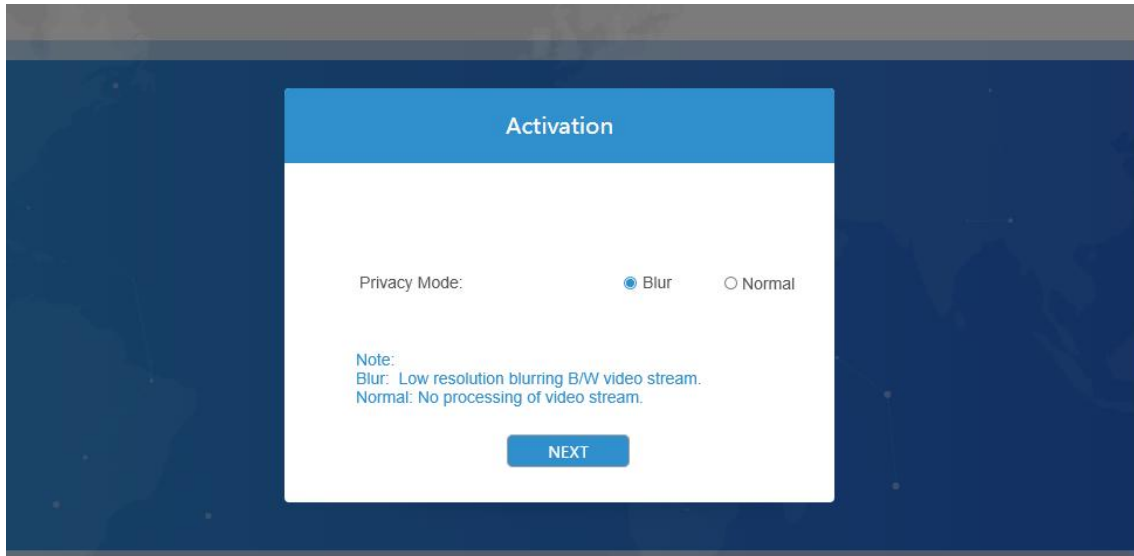 Activation
Privacy Mode: Blur Normal
Note:
Blur: Low resolution blurring B/W video stream.
Normal: No processing of video stream.
NEXT